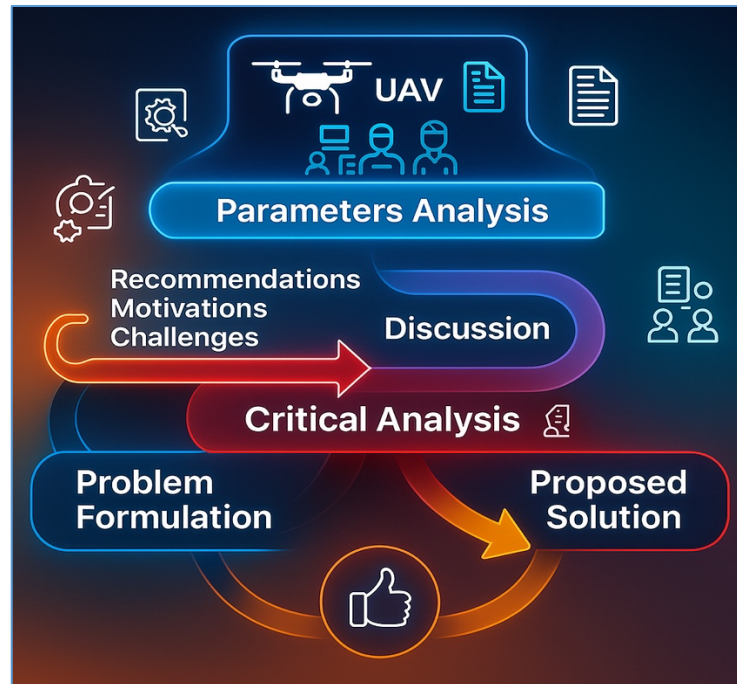 UAV
Parameters Analysis
Recommendations
Motivations
Challenges
Discussion
Critical Analysis
Problem
Formulation
Proposed
Solution